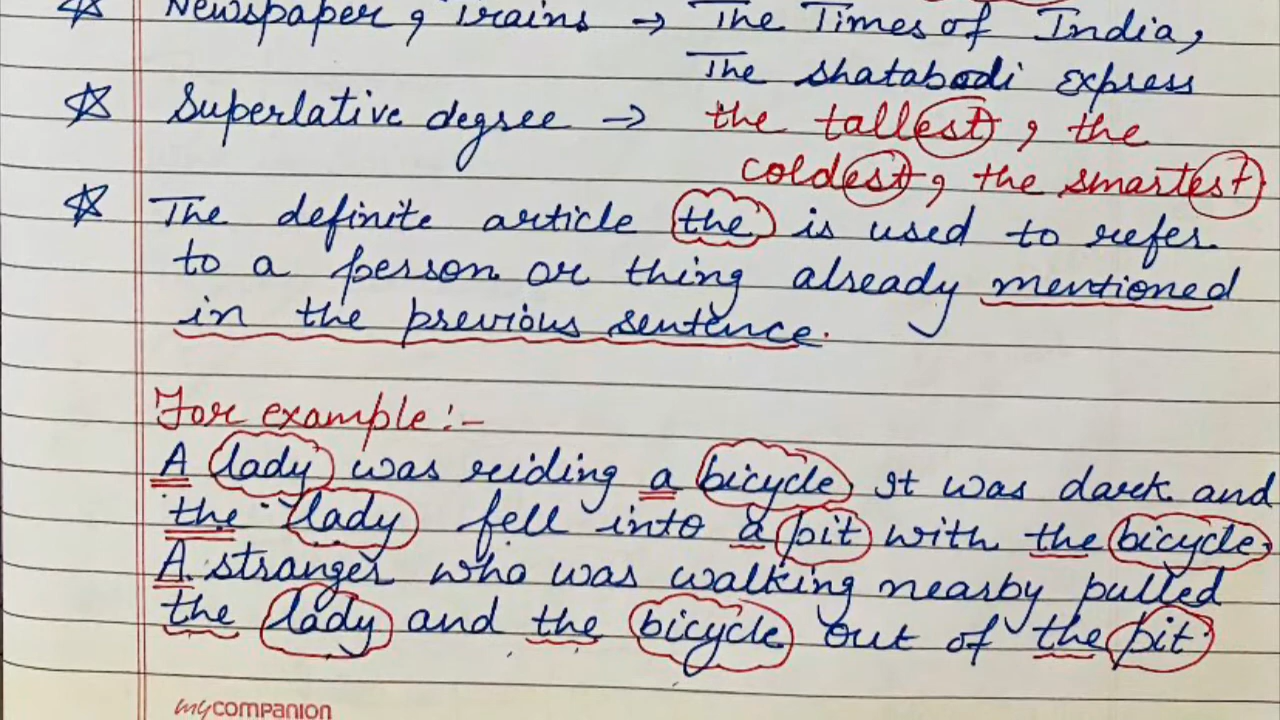 Newspaper, Trains → The Times of India,
The Shatabadi Express
Superlative degree → the tallest, the
coldest, the smartest
The definite article the is used to refer
to a person or thing already mentioned
in the previous sentence.
For example:-
A lady was reiding a bicycle, It was dark and
the lady fell into a pit with the bicycle,
A stranger who was walking nearby pulled
the lady and the bicycle out of the pit.
mycompanion